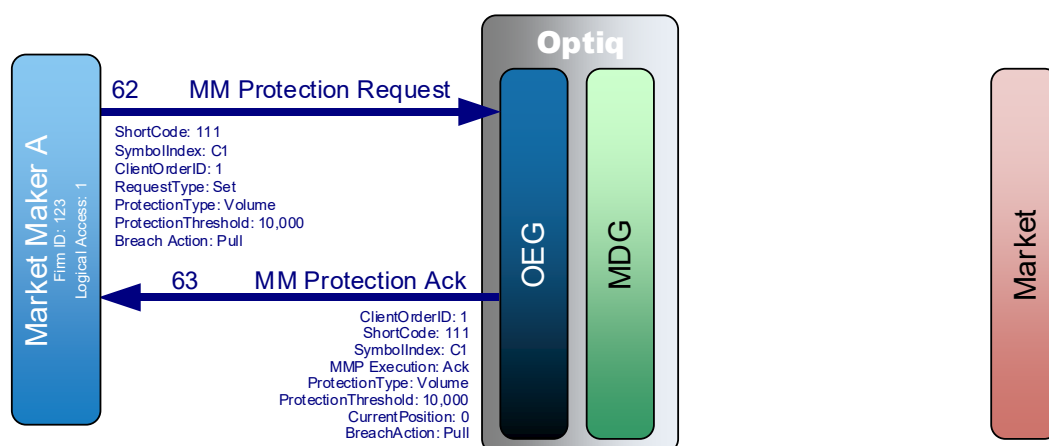 Optiq
Market Maker A
Firm ID: 123
Logical Access: 1
62 MM Protection Request
ShortCode: 111
SymbolIndex: C1
ClientOrderID: 1
RequestType: Set
ProtectionType: Volume
ProtectionThreshold: 10,000
Breach Action: Pull
63 MM Protection Ack
ClientOrderID: 1
ShortCode: 111
SymbolIndex: C1
MMP Execution: Ack
ProtectionType: Volume
ProtectionThreshold: 10,000
CurrentPosition: 0
BreachAction: Pull
OEG
MDG
Market